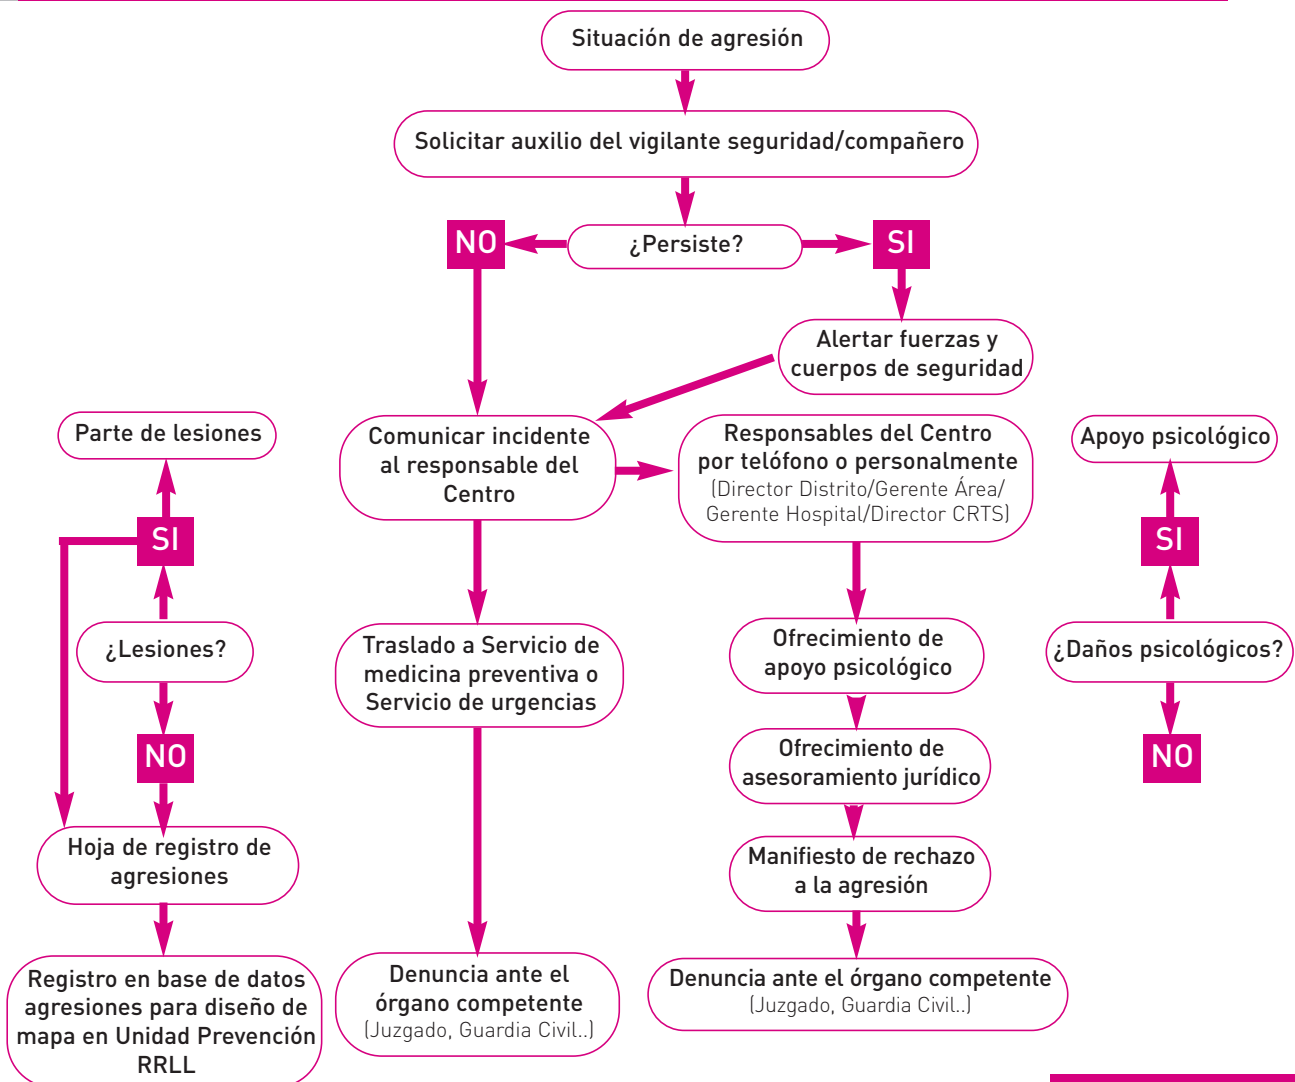 Situación de agresión
Solicitar auxilio del vigilante seguridad/compañero
NO
¿Persiste?
SI
Alertar fuerzas y
cuerpos de seguridad
Parte de lesiones
SI
¿Lesiones?
NO
Hoja de registro de
agresiones
Registro en base de datos
agresiones para diseño de
mapa en Unidad Prevención
RRLL
Comunicar incidente
al responsable del
Centro
Traslado a Servicio de
medicina preventiva o
Servicio de urgencias
Denuncia ante el
órgano competente
(Juzgado, Guardia Civil..)
Responsables del Centro
por telófono o personalmente
(Director Distrito/Gerente Área/
Gerente Hospital/Director CRTS)
Ofrecimiento de
apoyo psicológico
Ofrecimiento de
asesoramiento jurídico
Manifiesto de rechazo
a la agresión
Denuncia ante el órgano competente
(Juzgado, Guardia Civil..)
Apoyo psicológico
SI
¿Daños psicológicos?
NO